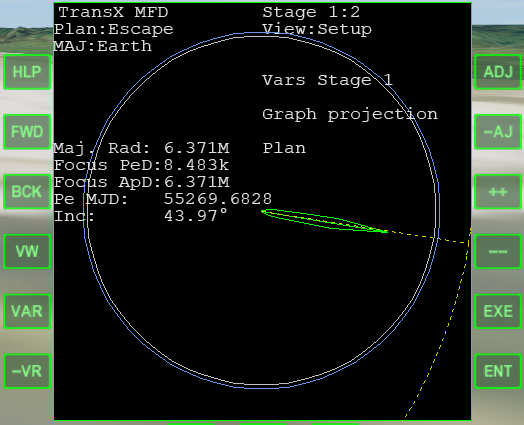 TransX MFD
Stage 1:2
Plan:Escape
View:Setup
MAJ:Earth
HLP
ADJ
Vars Stage 1
Graph projection
FWD
-AJ
Maj. Rad: 6.371M
Plan
Focus PeD:8.483k
Focus ApD:6.371M
BCK
++
Pe MJD: 55269.6828
Inc: 43.97°
VW
--
VAR
EXE
-VR
ENT